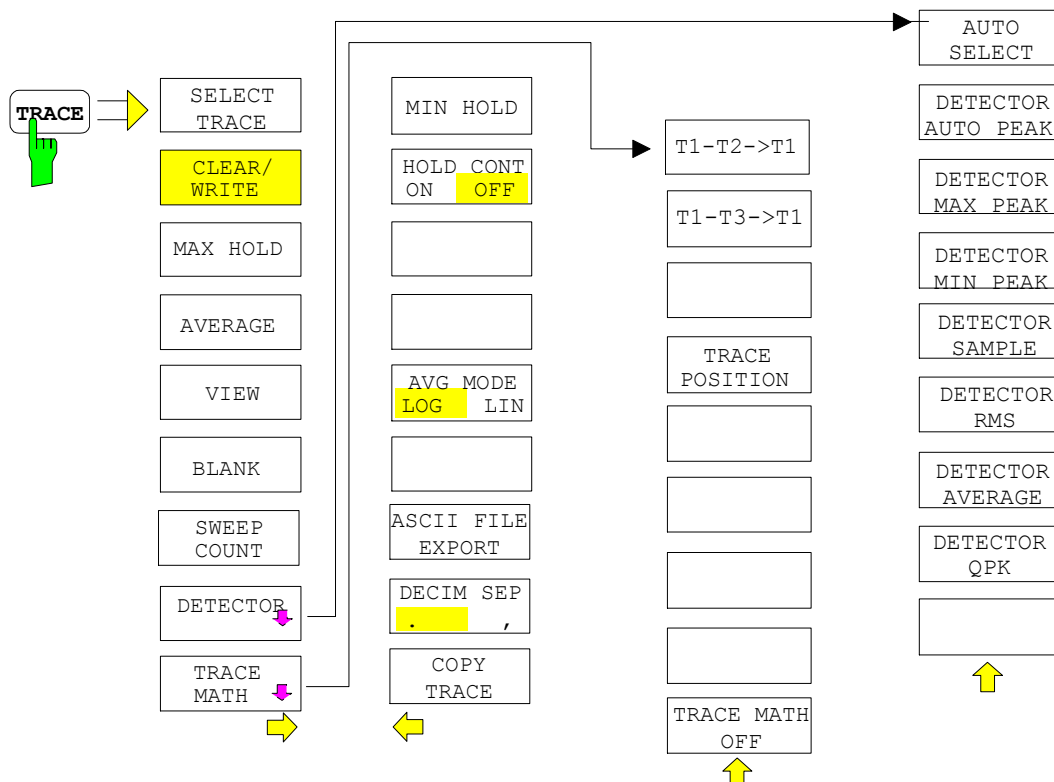 TRACE
SELECT
TRACE
CLEAR/
WRITE
MAX HOLD
AVERAGE
VIEW
BLANK
SWEEP
COUNT
DETECTOR
TRACE
MATH
MIN HOLD
HOLD CONT
ON OFF
AVG MODE
LOG LIN
ASCII FILE
EXPORT
DECIM SEP
. ,
COPY
TRACE
T1-T2->T1
T1-T3->T1
TRACE
POSITION
TRACE MATH
OFF
AUTO
SELECT
DETECTOR
AUTO PEAK
DETECTOR
MAX PEAK
DETECTOR
MIN PEAK
DETECTOR
SAMPLE
DETECTOR
RMS
DETECTOR
AVERAGE
DETECTOR
QPK